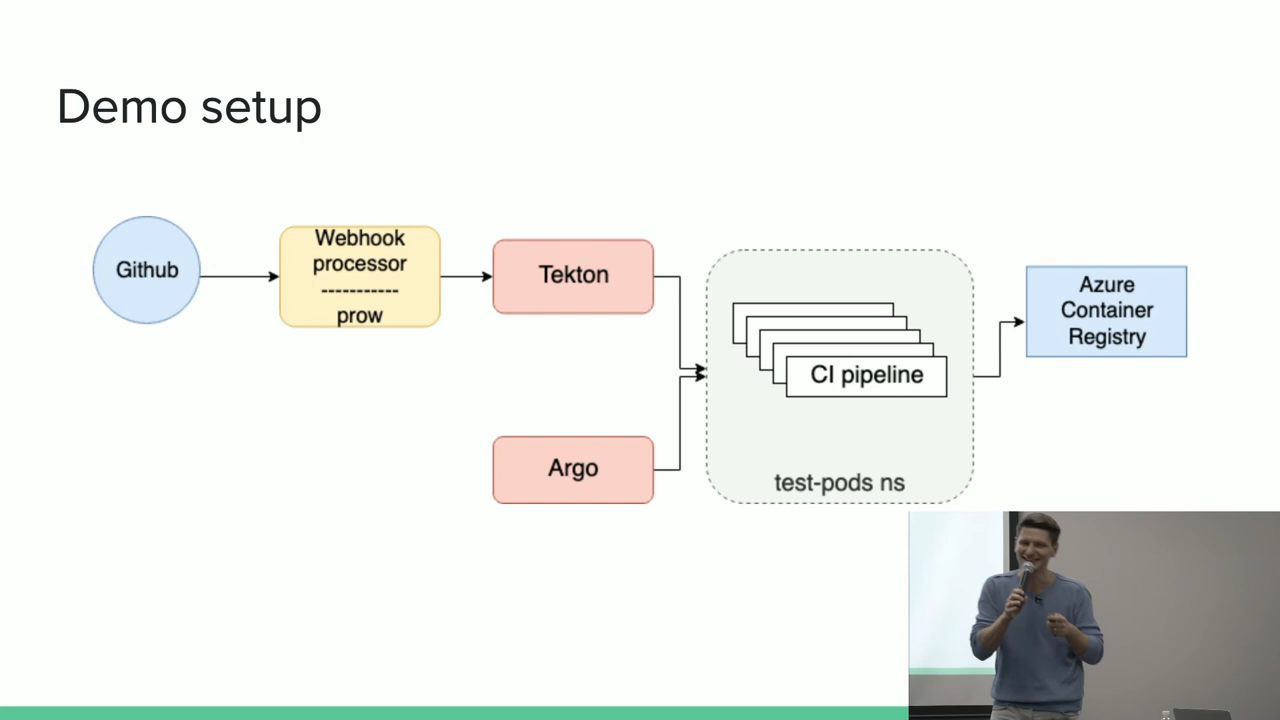 Demo setup
Github
Webhook
processor
-----------
prow
Tekton
Argo
CI pipeline
test-pods ns
Azure
Container
Registry